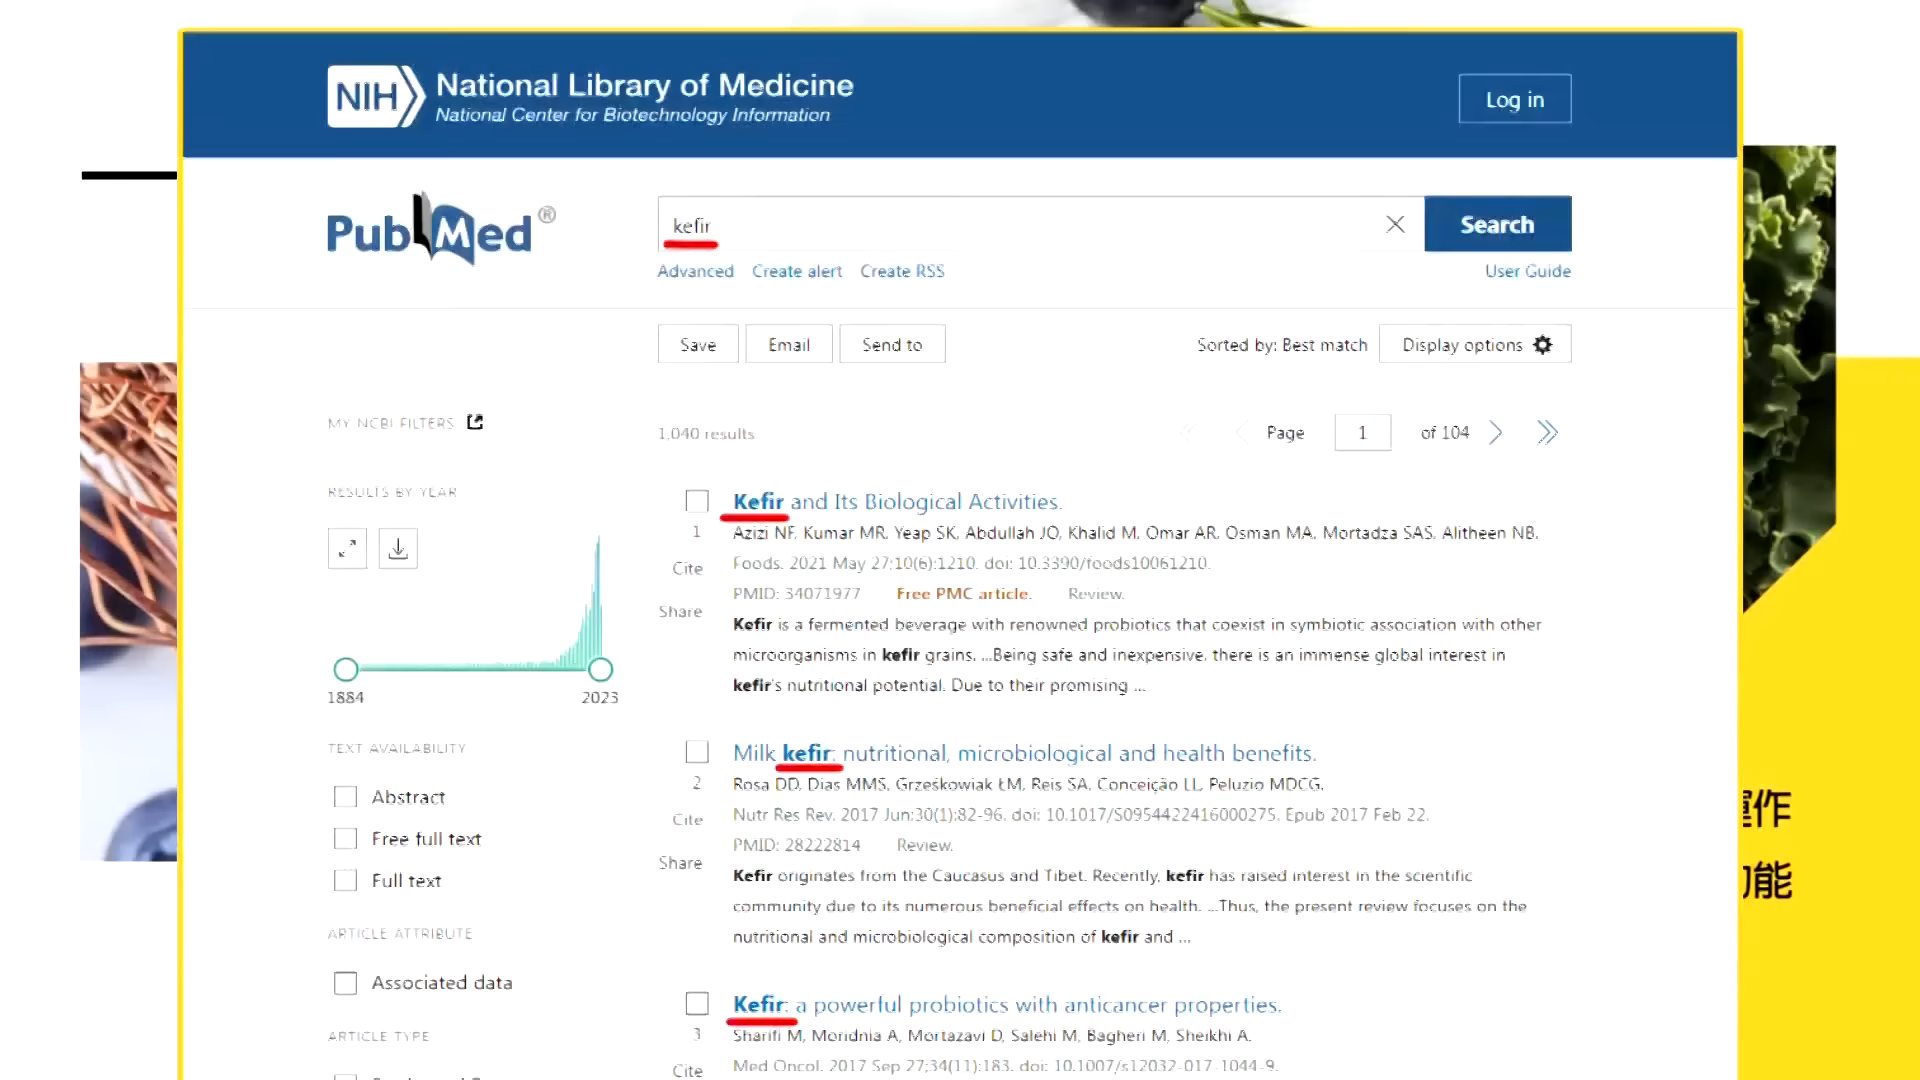 NIH National Library of Medicine
National Center for Biotechnology Information
Log in
PubMed®
kefir
Search
Advanced Create alert Create RSS
User Guide
Save Email Send to
Sorted by: Best match Display options
MY NCBI FILTERS
1,040 results
Page 1 of 104
RESULTS BY YEAR
1884 2023
TEXT AVAILABILITY
Abstract
Free full text
Full text
ARTICLE ATTRIBUTE
Associated data
ARTICLE TYPE
Kefir and Its Biological Activities.
1 Azizi NF, Kumar MR, Yeap SK, Abdullah JO, Khalid M, Omar AR, Osman MA, Mortadza SAS, Alitheen NB.
Cite Foods. 2021 May 27;10(6):1210. doi: 10.3390/foods10061210.
PMID: 34071977 Free PMC article. Review.
Share
Kefir is a fermented beverage with renowned probiotics that coexist in symbiotic association with other
microorganisms in kefir grains. ...Being safe and inexpensive, there is an immense global interest in
kefir's nutritional potential. Due to their promising ...
Milk kefir: nutritional, microbiological and health benefits.
2 Rosa DD, Dias MMS, Grześkowiak ŁM, Reis SA, Conceição LL, Peluzio MDCG.
Cite Nutr Res Rev. 2017 Jun;30(1):82-96. doi: 10.1017/S0954422416000275. Epub 2017 Feb 22.
PMID: 28222814 Review.
Share
Kefir originates from the Caucasus and Tibet. Recently, kefir has raised interest in the scientific
community due to its numerous beneficial effects on health. ...Thus, the present review focuses on the
nutritional and microbiological composition of kefir and ...
Kefir: a powerful probiotics with anticancer properties.
3 Sharifi M, Moridnia A, Mortazavi D, Salehi M, Bagheri M, Sheikhi A.
Cite Med Oncol. 2017 Sep 27;34(11):183. doi: 10.1007/s12032-017-1044-9.
作
能